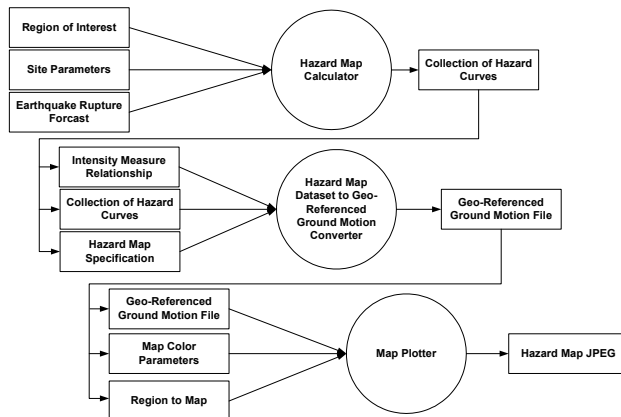 Region of Interest
Site Parameters
Earthquake Rupture
Forcast
Hazard Map
Calculator
Collection of Hazard
Curves
Intensity Measure
Relationship
Collection of Hazard
Curves
Hazard Map
Specification
Hazard Map
Dataset to Geo-
Referenced
Ground Motion
Converter
Geo-Referenced
Ground Motion File
Geo-Referenced
Ground Motion File
Map Color
Parameters
Region to Map
Map Plotter
Hazard Map JPEG